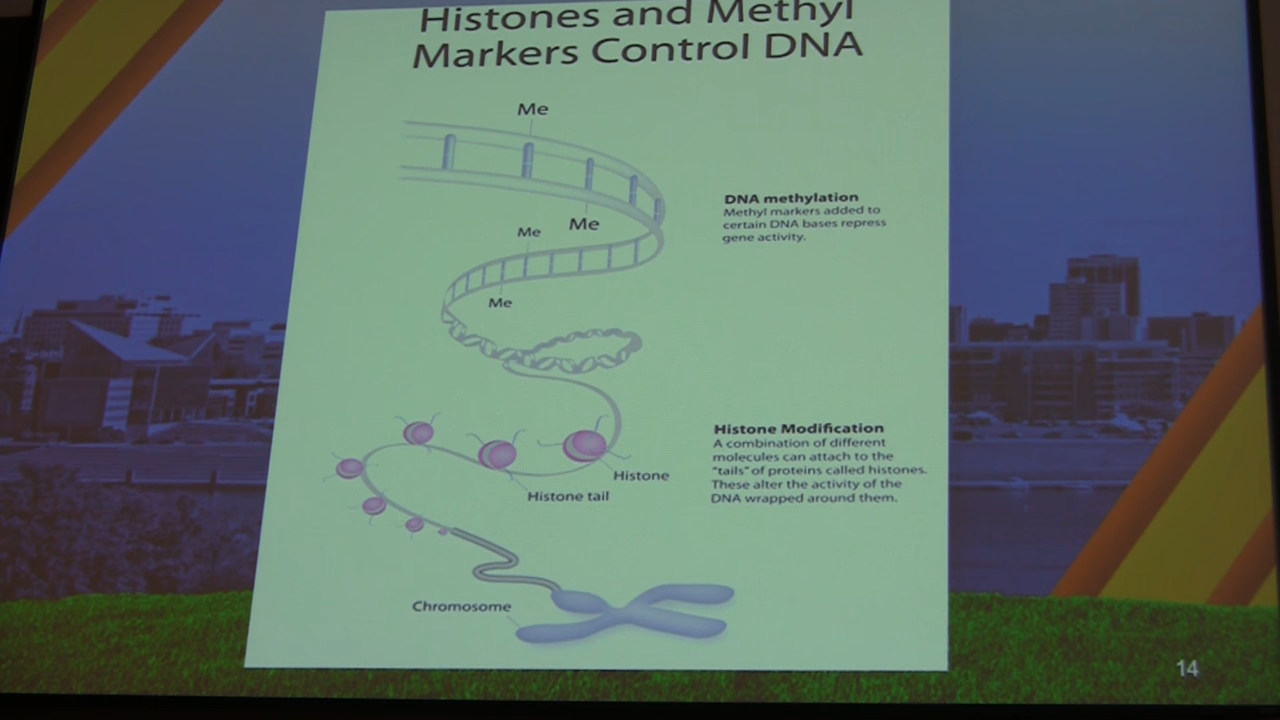 Histones and Methyl
Markers Control DNA
Me
DNA methylation
Methyl markers added to
certain DNA bases repress
gene activity.
Me
Me
Me
Histone Modification
A combination of different
molecules can attach to the
"tails" of proteins called histones.
These alter the activity of the
DNA wrapped around them.
Histone
Histone tail
Chromosome
14